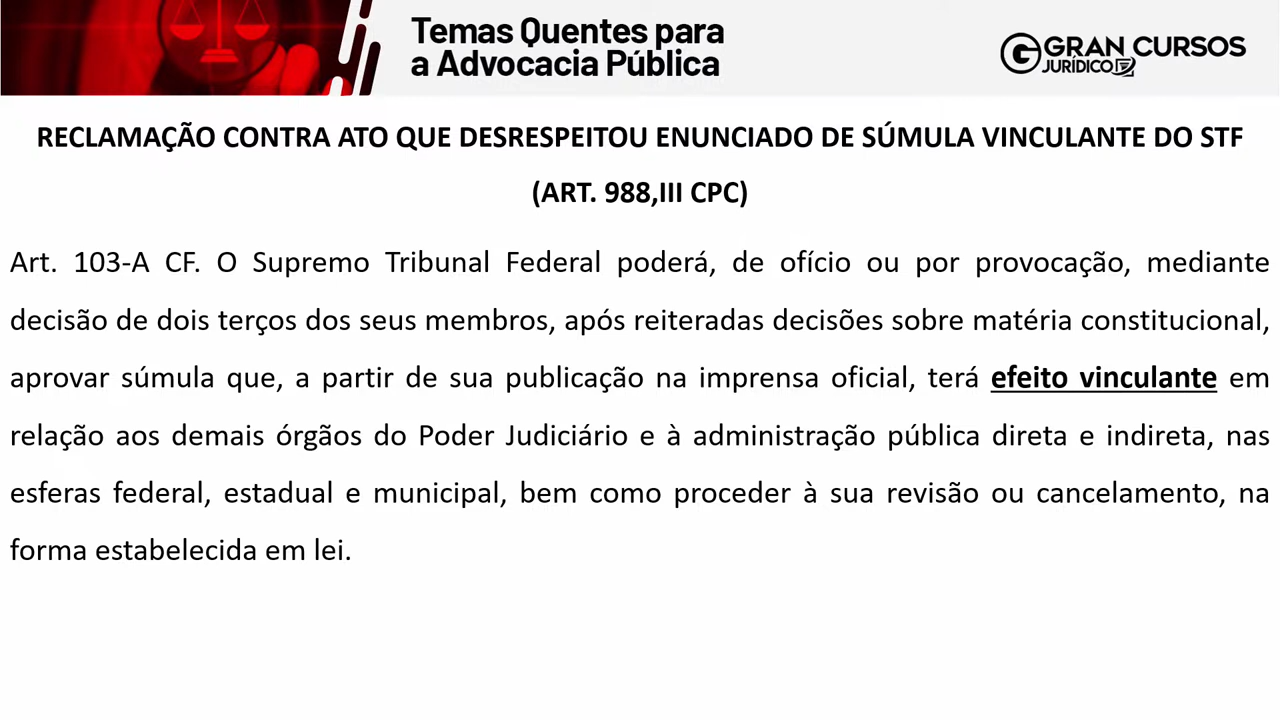 Temas Quentes para
a Advocacia Pública
GRAN CURSOS
JURÍDICO
RECLAMAÇÃO CONTRA ATO QUE DESRESPEITOU ENUNCIADO DE SÚMULA VINCULANTE DO STF
(ART. 988,III CPC)
Art. 103-A CF. O Supremo Tribunal Federal poderá, de ofício ou por provocação, mediante
decisão de dois terços dos seus membros, após reiteradas decisões sobre matéria constitucional,
aprovar súmula que, a partir de sua publicação na imprensa oficial, terá efeito vinculante em
relação aos demais órgãos do Poder Judiciário e à administração pública direta e indireta, nas
esferas federal, estadual e municipal, bem como proceder à sua revisão ou cancelamento, na
forma estabelecida em lei.